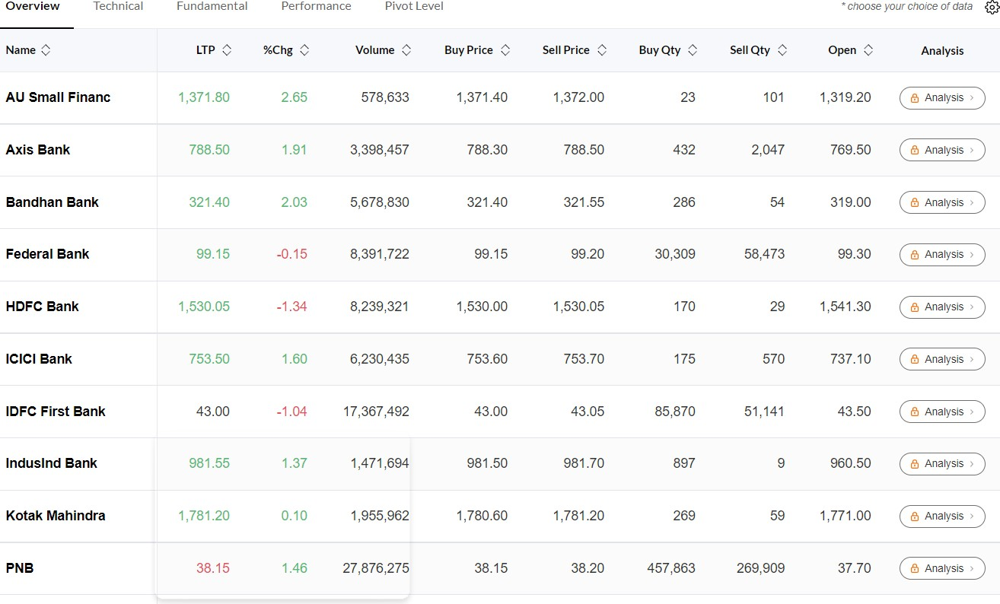 Overview Technical Fundamental Performance Pivot Level * choose your choice of data
Name LTP %Chg Volume Buy Price Sell Price Buy Qty Sell Qty Open Analysis
AU Small Financ 1,371.80 2.65 578,633 1,371.40 1,372.00 23 101 1,319.20 Analysis
Axis Bank 788.50 1.91 3,398,457 788.30 788.50 432 2,047 769.50 Analysis
Bandhan Bank 321.40 2.03 5,678,830 321.40 321.55 286 54 319.00 Analysis
Federal Bank 99.15 -0.15 8,391,722 99.15 99.20 30,309 58,473 99.30 Analysis
HDFC Bank 1,530.05 -1.34 8,239,321 1,530.00 1,530.05 170 29 1,541.30 Analysis
ICICI Bank 753.50 1.60 6,230,435 753.60 753.70 175 570 737.10 Analysis
IDFC First Bank 43.00 -1.04 17,367,492 43.00 43.05 85,870 51,141 43.50 Analysis
IndusInd Bank 981.55 1.37 1,471,694 981.50 981.70 897 9 960.50 Analysis
Kotak Mahindra 1,781.20 0.10 1,955,962 1,780.60 1,781.20 269 59 1,771.00 Analysis
PNB 38.15 1.46 27,876,275 38.15 38.20 457,863 269,909 37.70 Analysis